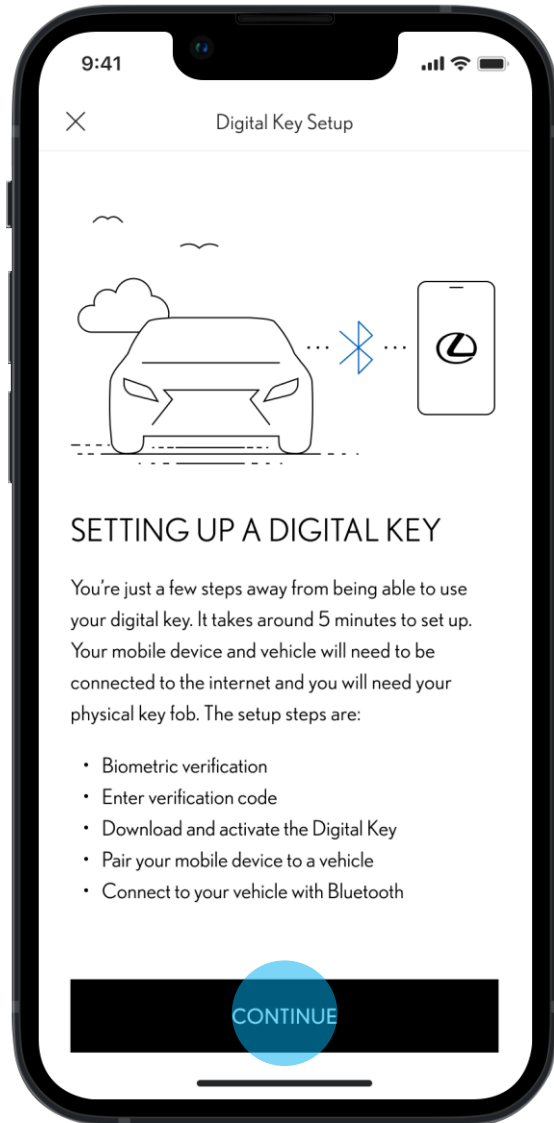 9:41
Digital Key Setup
SETTING UP A DIGITAL KEY
You're just a few steps away from being able to use
your digital key. It takes around 5 minutes to set up.
Your mobile device and vehicle will need to be
connected to the internet and you will need your
physical key fob. The setup steps are:
• Biometric verification
• Enter verification code
• Download and activate the Digital Key
• Pair your mobile device to a vehicle
• Connect to your vehicle with Bluetooth
CONTINUE